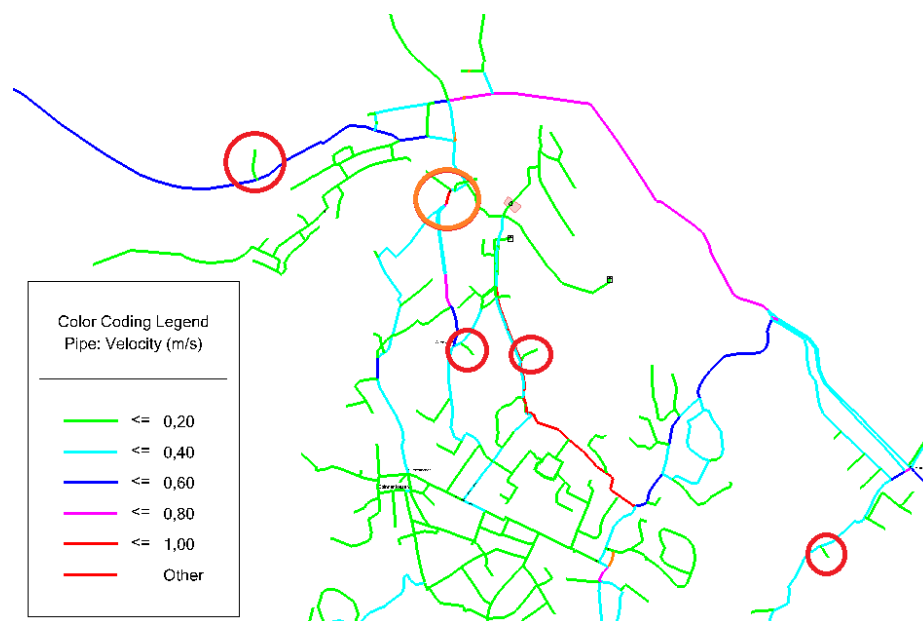 Color Coding Legend
Pipe: Velocity (m/s)
<= 0,20
<= 0,40
<= 0,60
<= 0,80
<= 1,00
Other